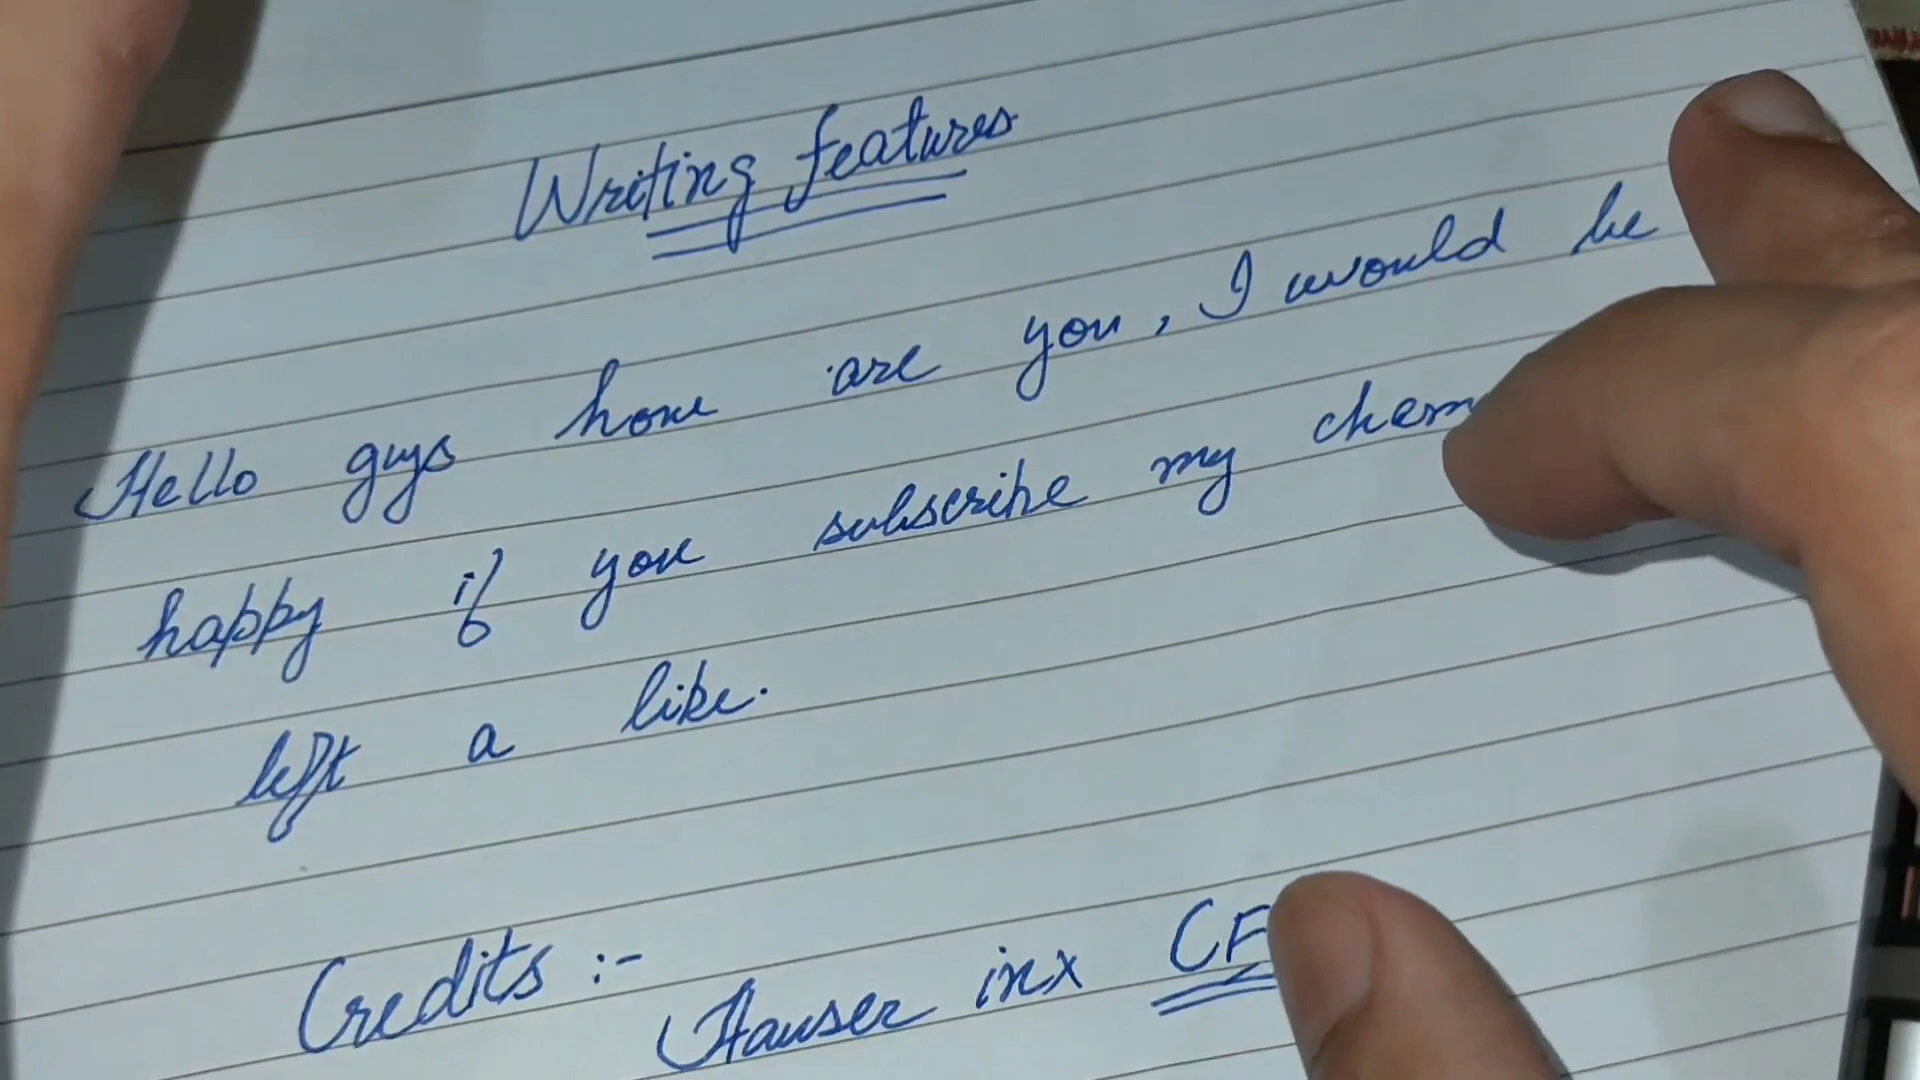 Writing features
Hello guys how are you, I would be
happy if you subscribe my
left a like.
Credits :-
Hauser inx CF